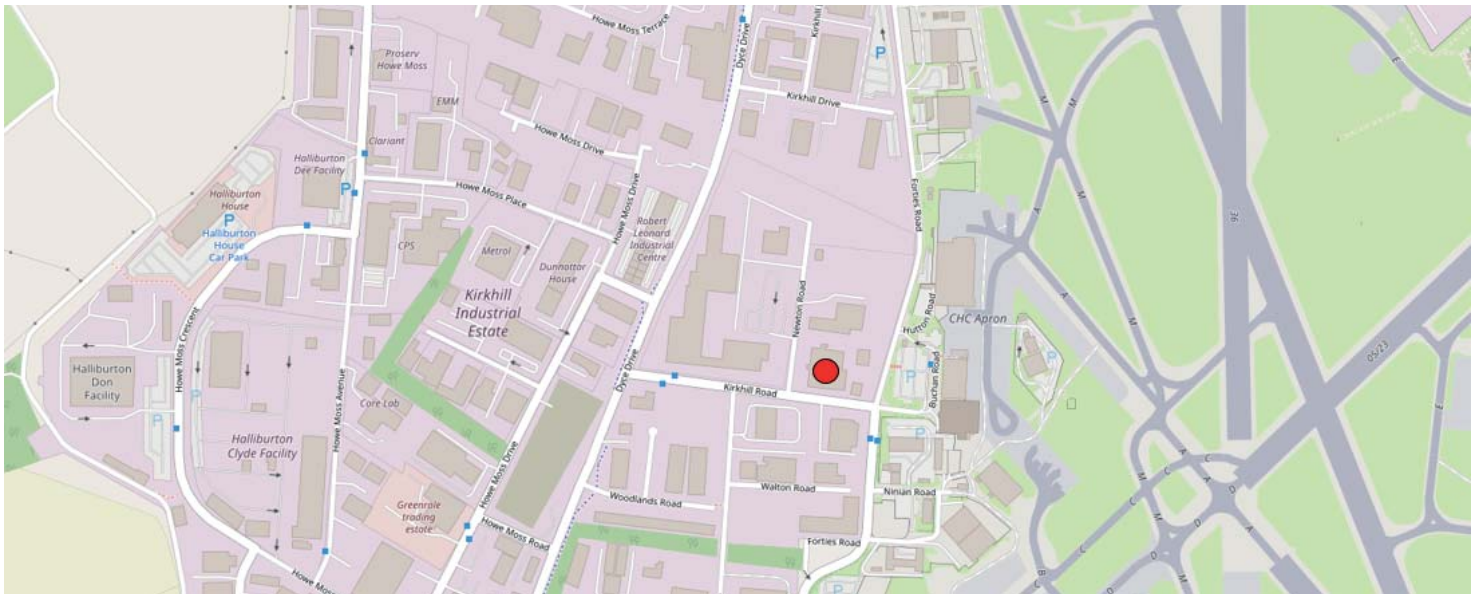 Howe Moss Terrace
Dyce Drive
Kirkhill
P
Proserv
Howe Moss
EMM
Kirkhill Drive
Clariant
Howe Moss Drive
Halliburton
Dee Facility
P
Howe Moss Place
Howe Moss Drive
Forties Road
Halliburton
House
P
Halliburton
House
Car Park
CPS
Metrol
Robert
Leonard
Industrial
Centre
Dunnottar
House
Kirkhill
Industrial
Estate
Newton Road
Hutton Road
CHC Apron
Howe Moss Crescent
Howe Moss Avenue
Dyce Drive
Kirkhill Road
Buchan Road
P
P
P
Halliburton
Don
Facility
P
P
Core Lab
Halliburton
Clyde Facility
Howe Moss Drive
Greenrole
trading
estate
Woodlands Road
Walton Road
Ninian Road
Howe Moss Road
Forties Road
P
Howe Moss
36
05/23
E
M
M
A
M
A
M
A
M
E
A
C
C
D
A
M
C
C
M
D
A
B
C
D
M